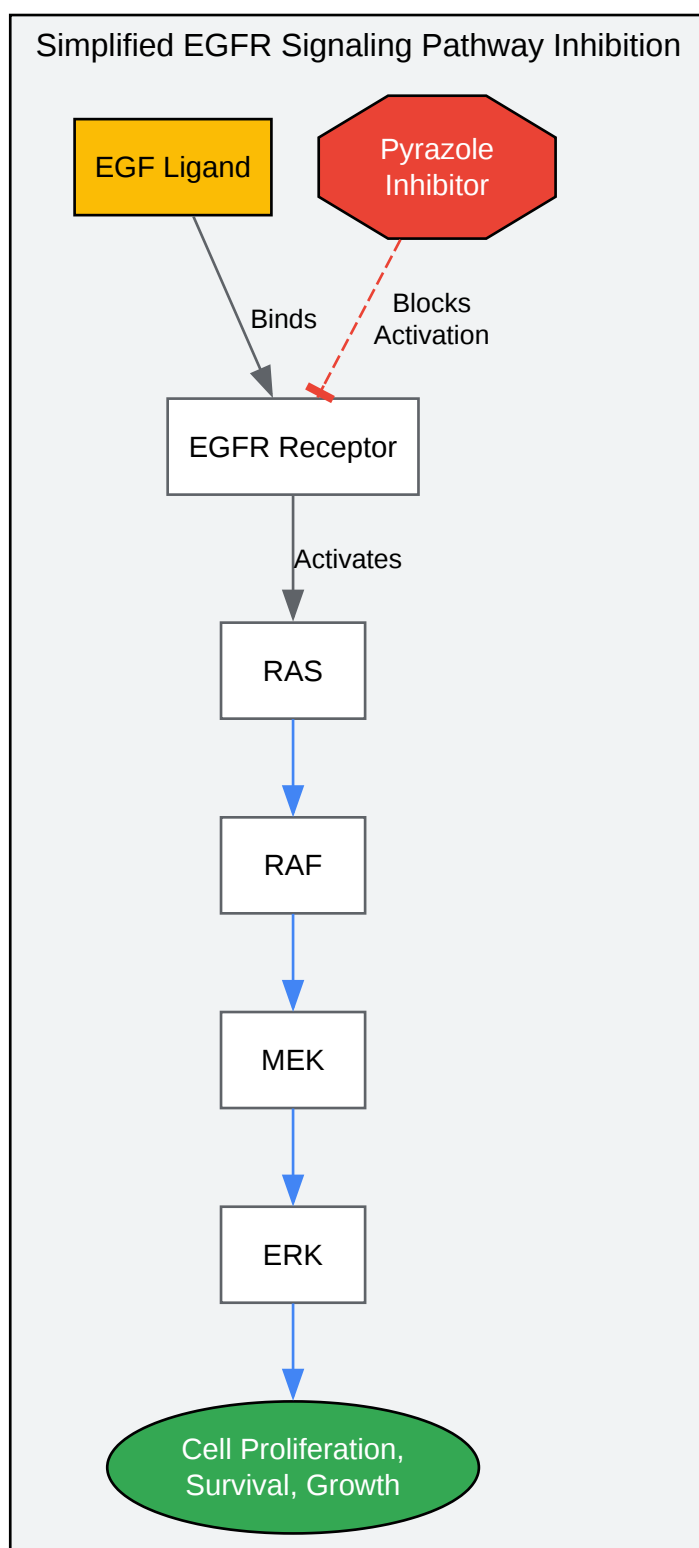 Simplified EGFR Signaling Pathway Inhibition
EGF Ligand
Pyrazole
Inhibitor
Binds
Blocks
Activation
EGFR Receptor
Activates
RAS
RAF
MEK
ERK
Cell Proliferation,
Survival, Growth